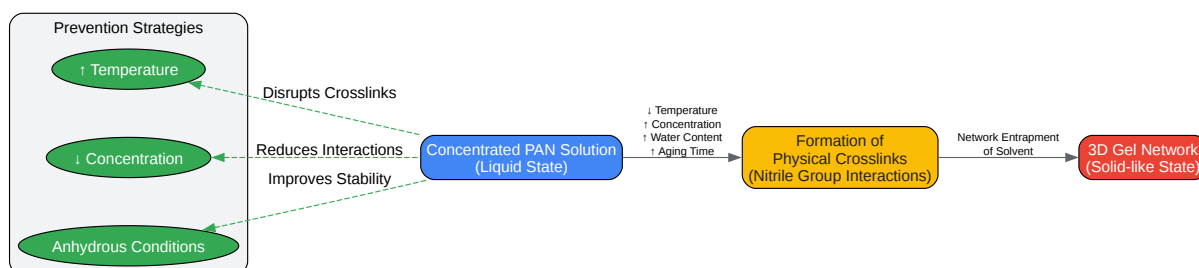 Prevention Strategies
↑ Temperature
↓ Concentration
Anhydrous Conditions
Disrupts Crosslinks
Reduces Interactions
Improves Stability
Concentrated PAN Solution
(Liquid State)
↓ Temperature
↑ Concentration
↑ Water Content
↑ Aging Time
Formation of
Physical Crosslinks
(Nitrile Group Interactions)
Network Entrapment
of Solvent
3D Gel Network
(Solid-like State)